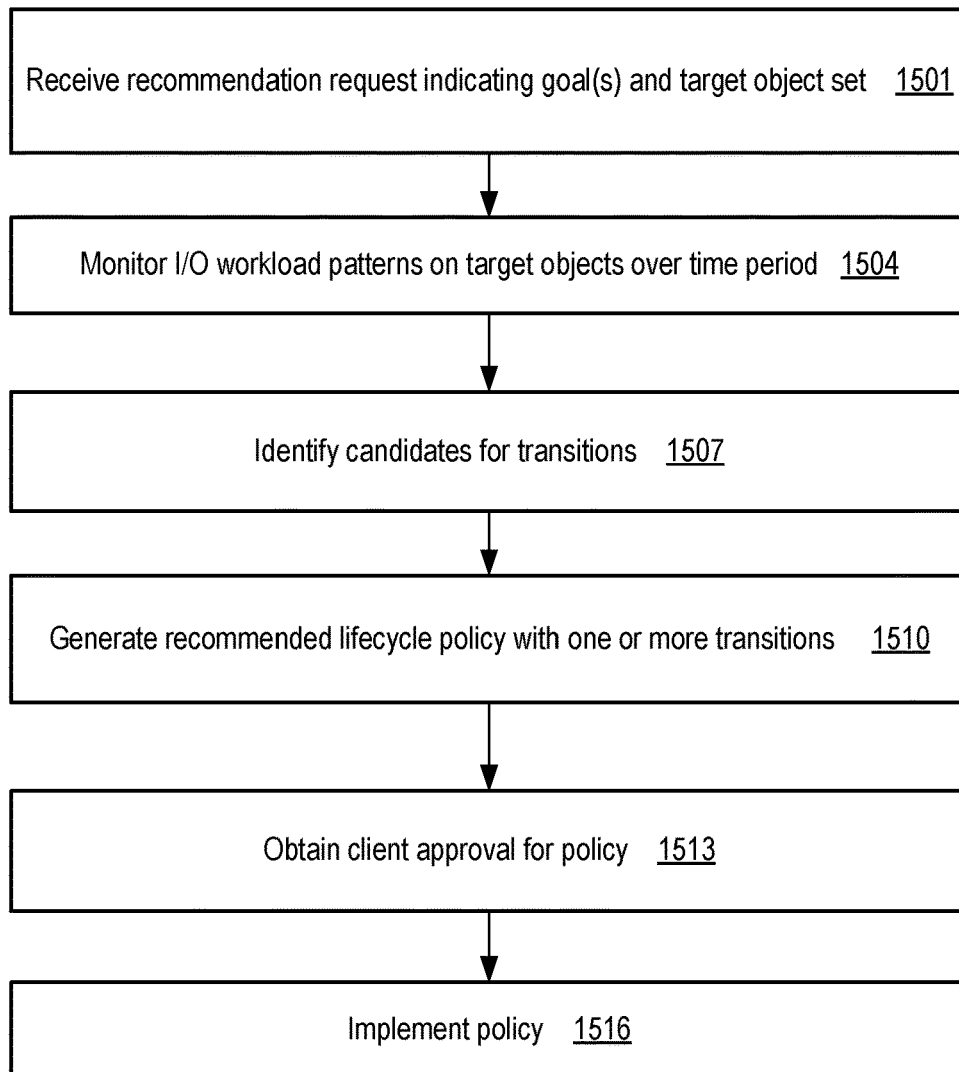 Receive recommendation request indicating goal(s) and target object set 1501
Monitor I/O workload patterns on target objects over time period 1504
Identify candidates for transitions 1507
Generate recommended lifecycle policy with one or more transitions 1510
Obtain client approval for policy 1513
Implement policy 1516